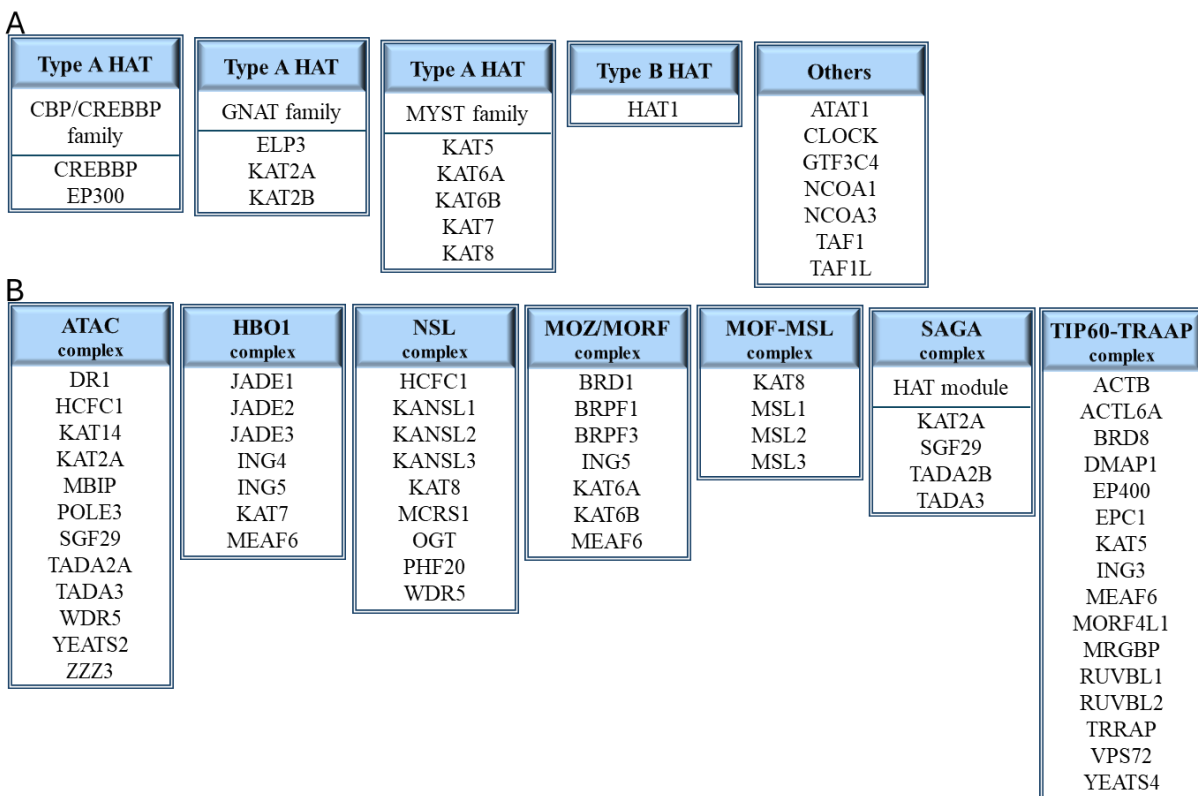 A
Type A HAT
CBP/CREBBP
family
CREBBP
EP300
Type A HAT
GNAT family
ELP3
KAT2A
KAT2B
Type A HAT
MYST family
KAT5
KAT6A
KAT6B
KAT7
KAT8
Type B HAT
HAT1
Others
ATAT1
CLOCK
GTF3C4
NCOA1
NCOA3
TAF1
TAF1L
B
ATAC
complex
DR1
HCFC1
KAT14
KAT2A
MBIP
POLE3
SGF29
TADA2A
TADA3
WDR5
YEATS2
ZZZ3
HBO1
complex
JADE1
JADE2
JADE3
ING4
ING5
KAT7
MEAF6
NSL
complex
HCFC1
KANSL1
KANSL2
KANSL3
KAT8
MCRS1
OGT
PHF20
WDR5
MOZ/MORF
complex
BRD1
BRPF1
BRPF3
ING5
KAT6A
KAT6B
MEAF6
MOF-MSL
complex
KAT8
MSL1
MSL2
MSL3
SAGA
complex
HAT module
KAT2A
SGF29
TADA2B
TADA3
TIP60-TRAAP
complex
ACTB
ACTL6A
BRD8
DMAP1
EP400
EPC1
KAT5
ING3
MEAF6
MORF4L1
MRGBP
RUVBL1
RUVBL2
TRRAP
VPS72
YEATS4